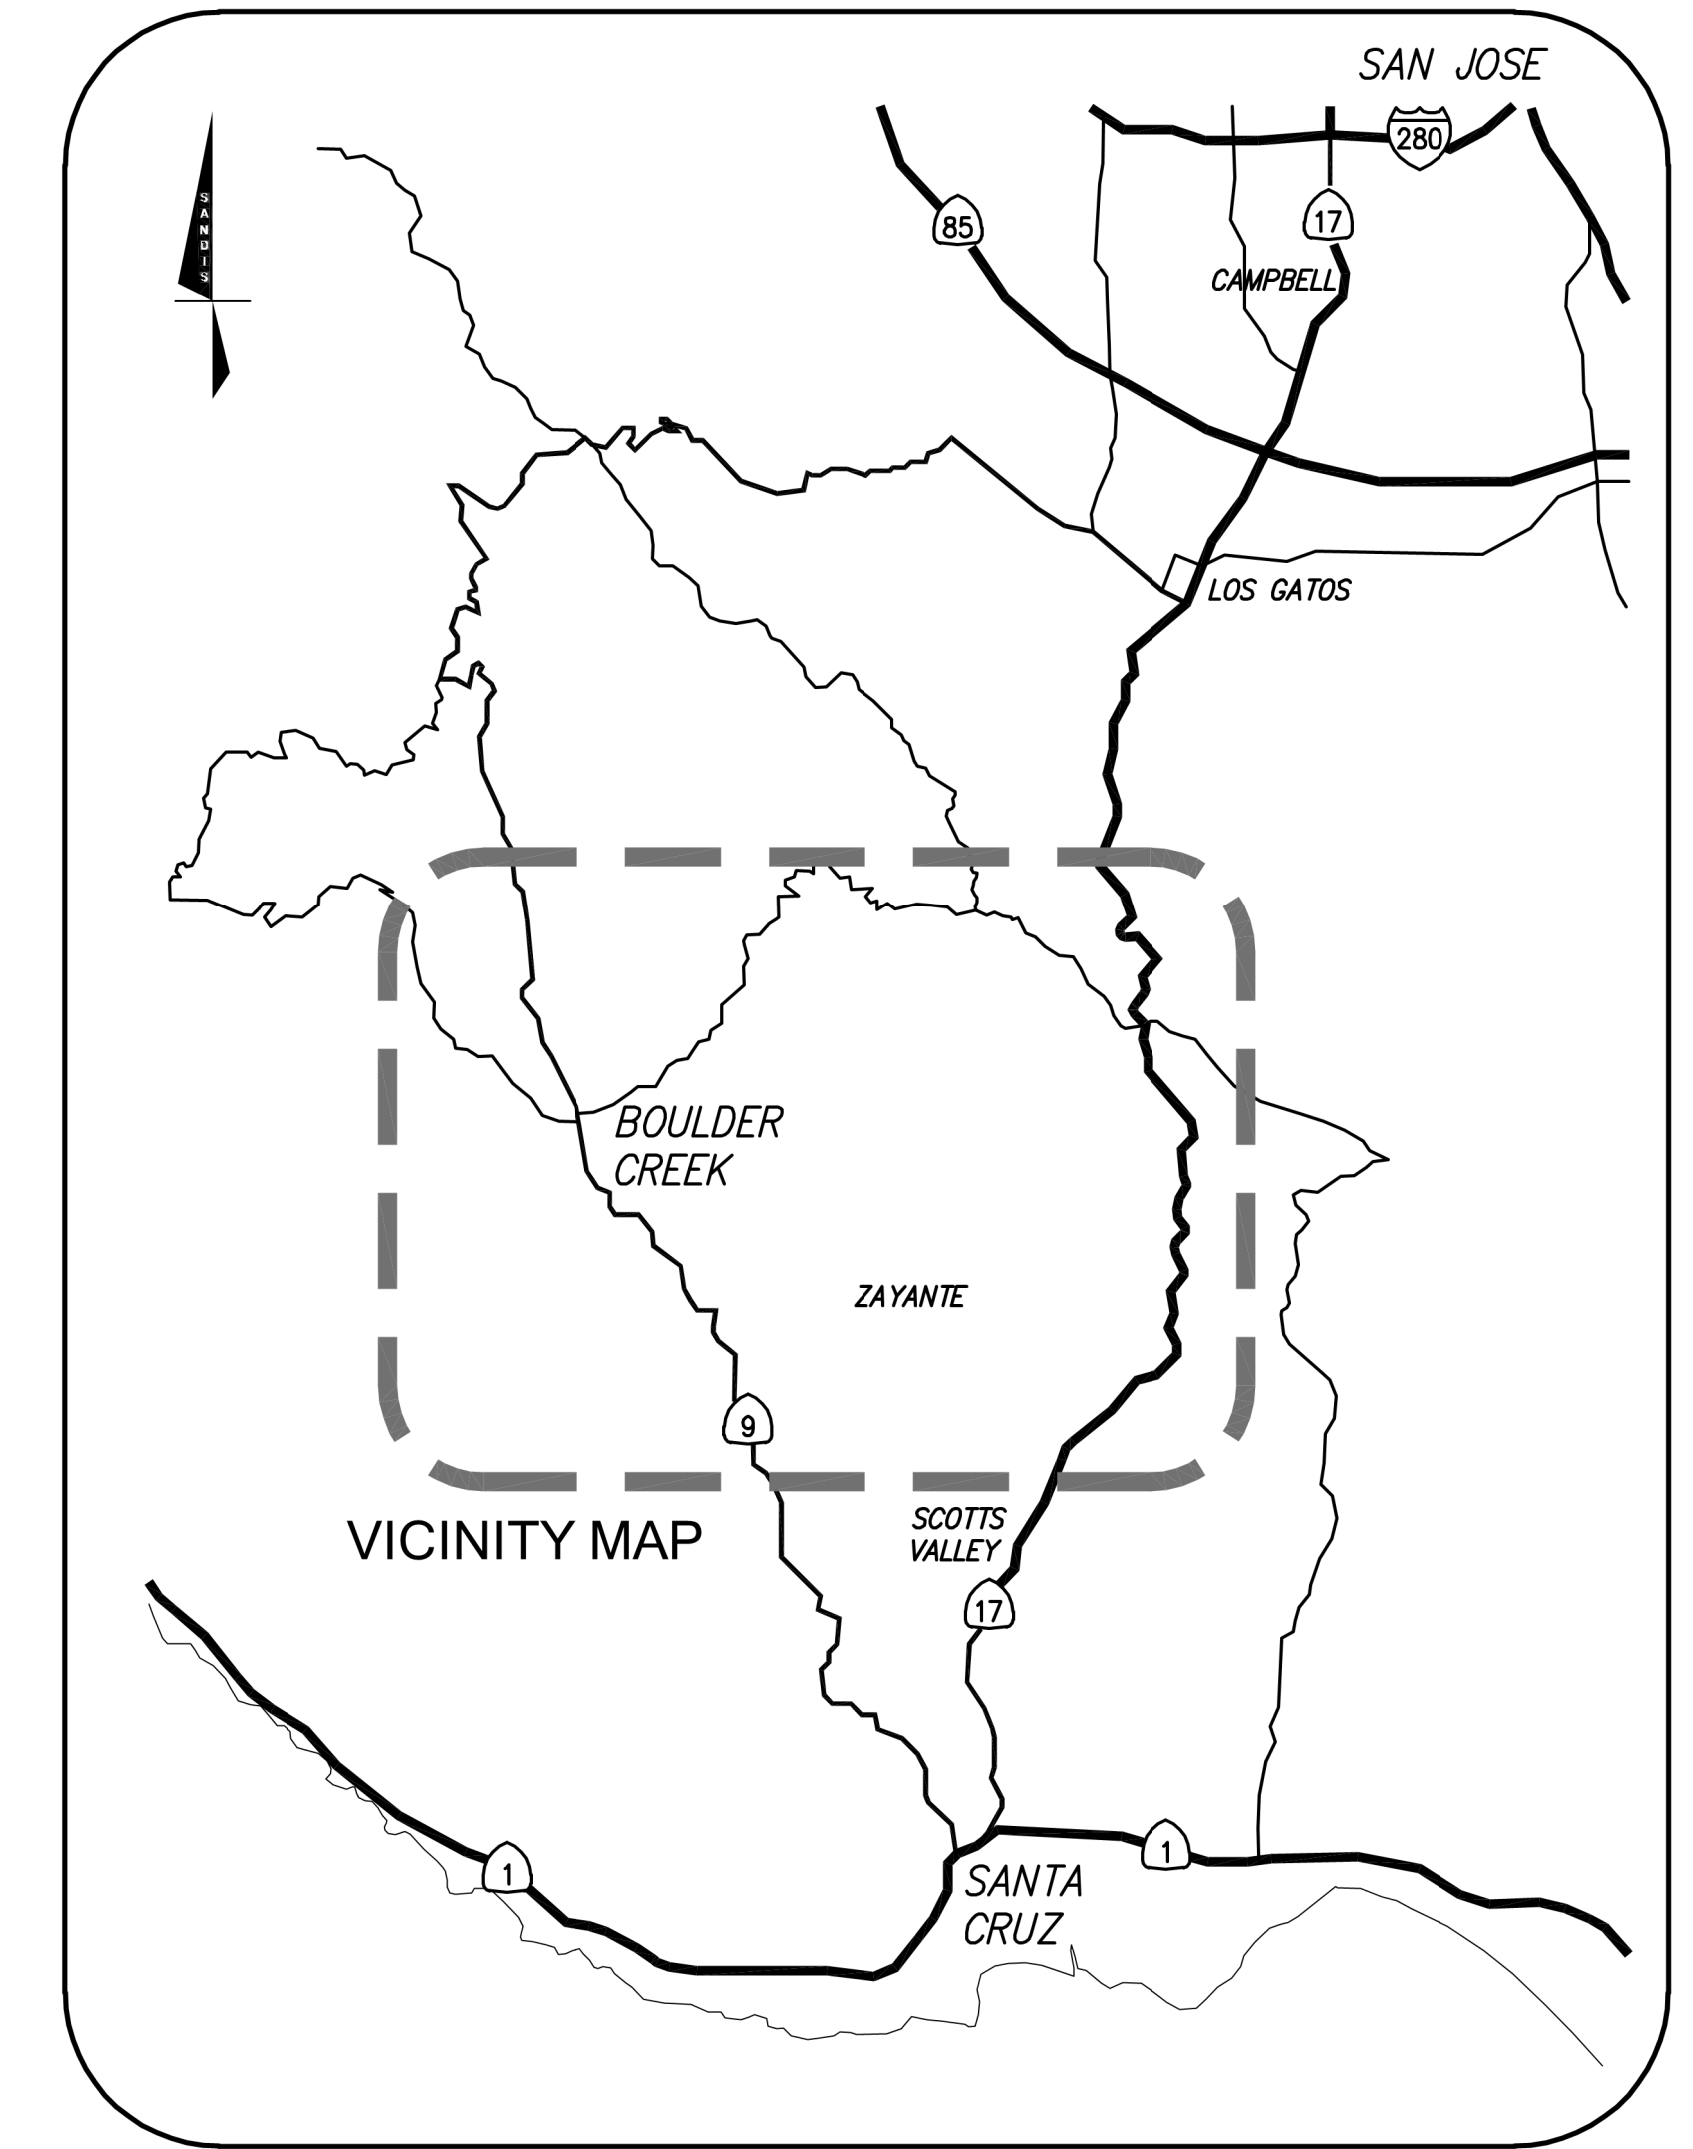 SAN JOSE
280
SANDIS
85
17
CAMPBELL
LOS GATOS
BOULDER
CREEK
ZAYANTE
9
SCOTTS
VALLEY
VICINITY MAP
17
1
1
SANTA
CRUZ